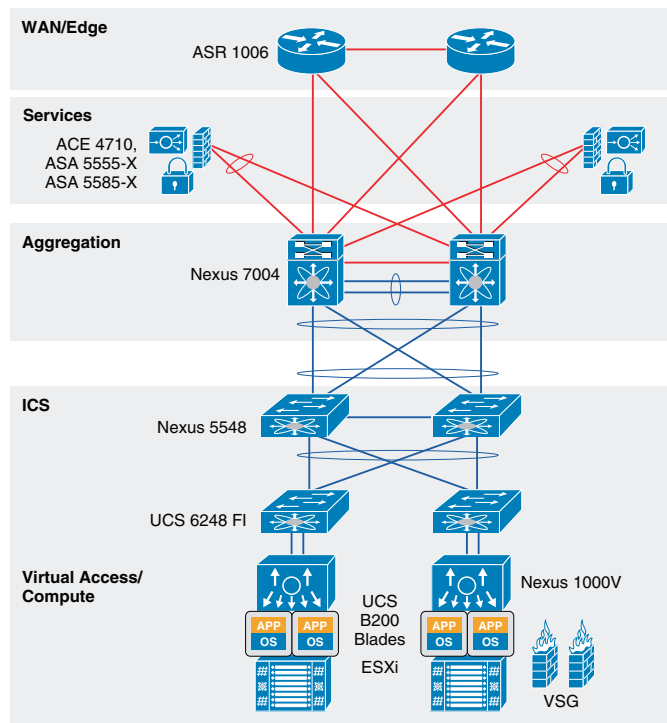 WAN/Edge
ASR 1006
Services
ACE 4710,
ASA 5555-X
ASA 5585-X
Aggregation
Nexus 7004
ICS
Nexus 5548
UCS 6248 FI
Virtual Access/
Compute
Nexus 1000V
UCS
B200
Blades
ESXi
APP
OS
APP
OS
APP
OS
APP
OS
VSG